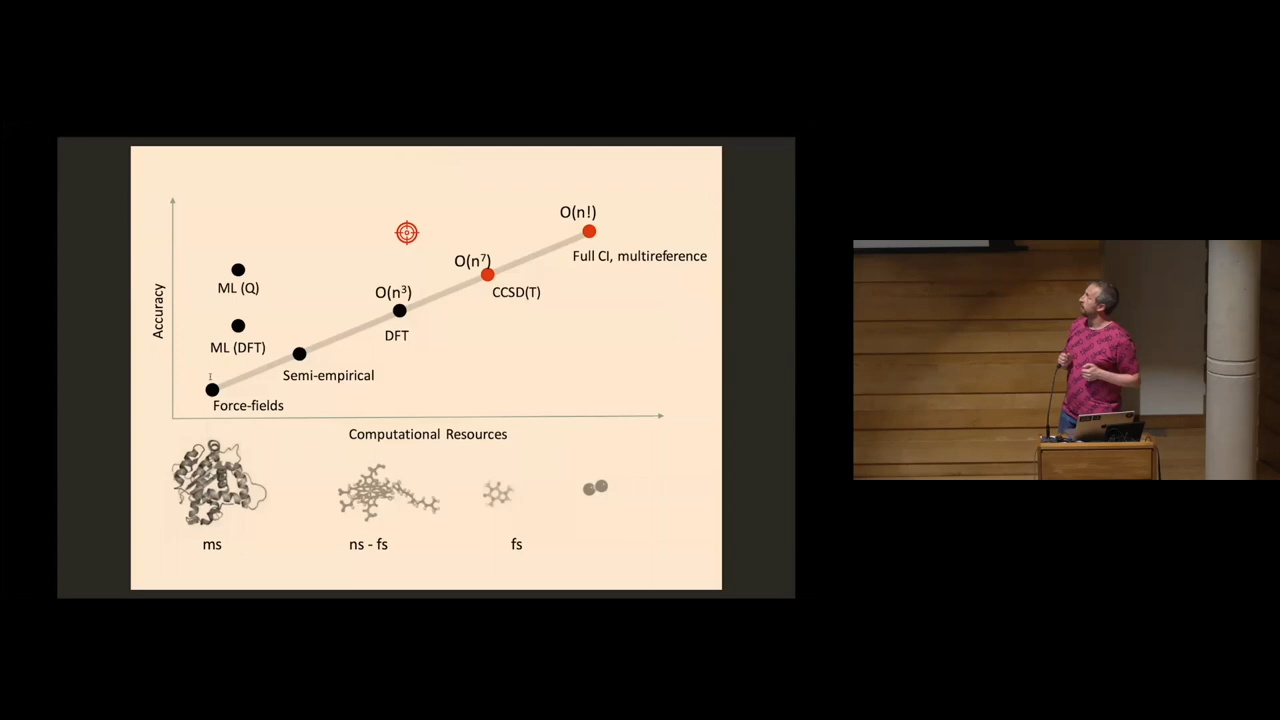 O(n!)
Full CI, multireference
O(n⁷)
CCSD(T)
ML (Q)
O(n³)
DFT
ML (DFT)
Semi-empirical
Force-fields
Accuracy
Computational Resources
ms
ns - fs
fs